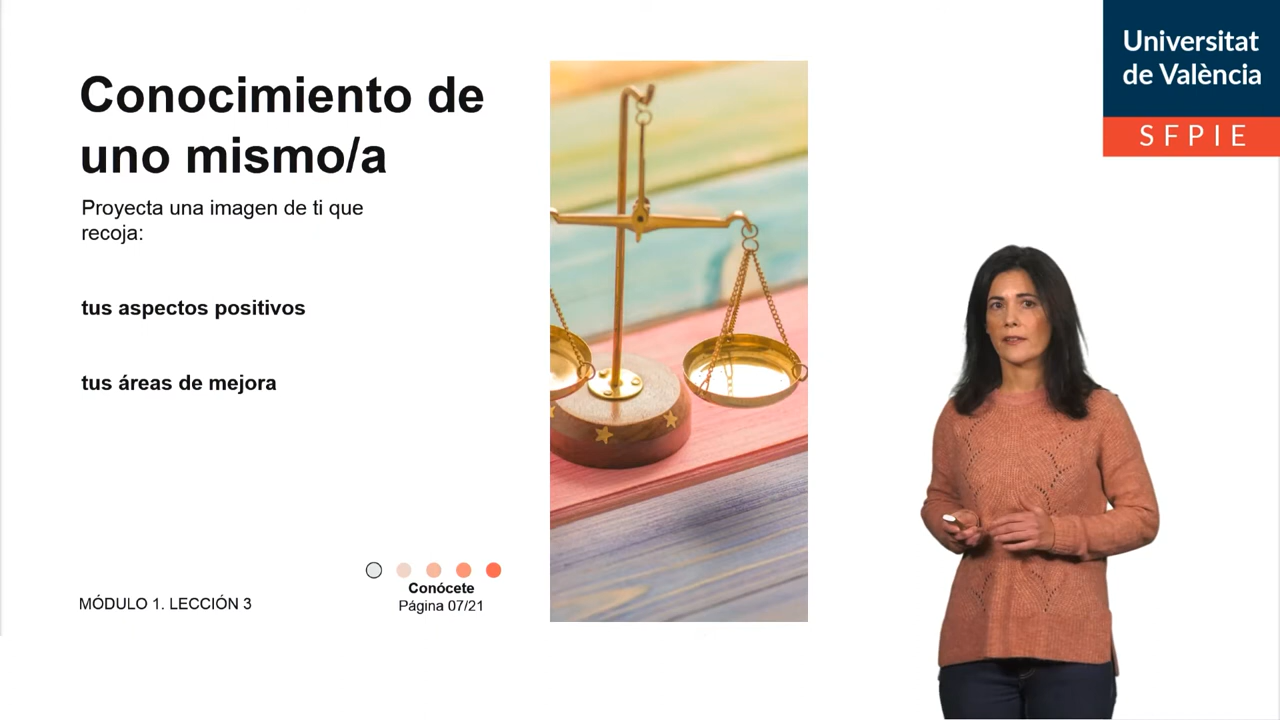 Conocimiento de
uno mismo/a
Proyecta una imagen de ti que
recoja:
tus aspectos positivos
tus áreas de mejora
Conócete
Página 07/21
MÓDULO 1. LECCIÓN 3
Universitat
de València
SFPIE